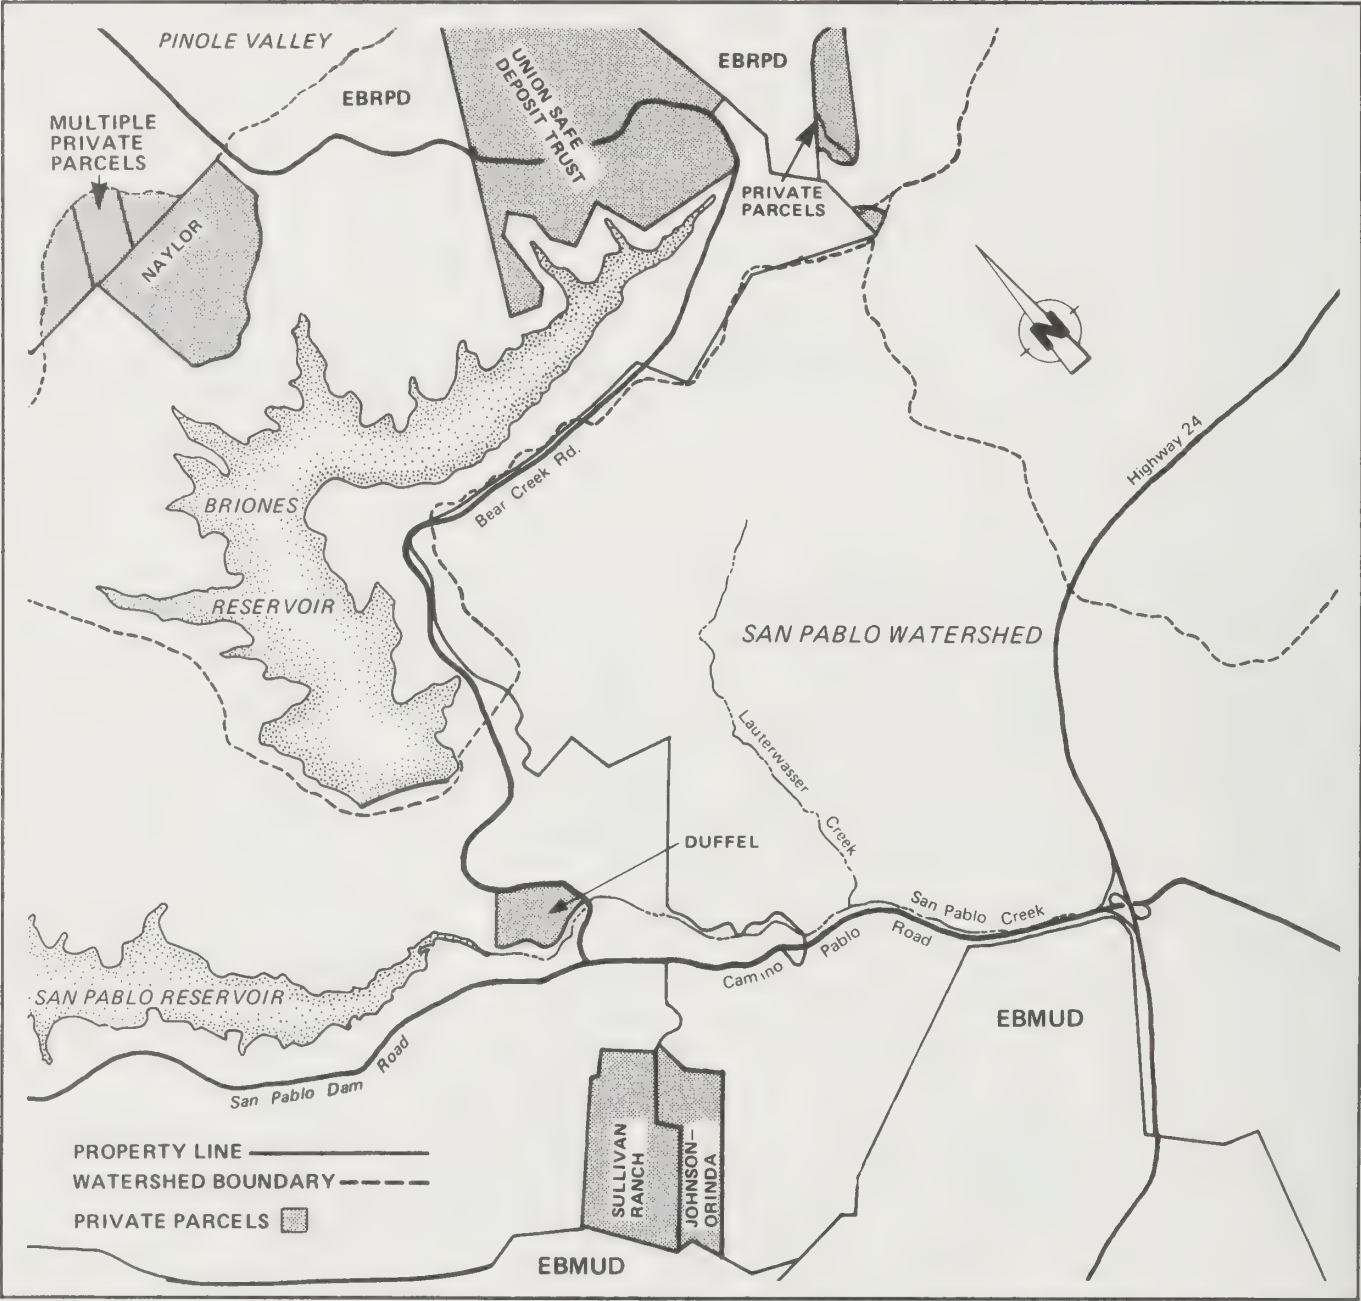 PINOLE VALLEY
EBRPD
UNION SAFE
DEPOSIT TRUST
EBRPD
MULTIPLE
PRIVATE
PARCELS
NAYLOR
PRIVATE
PARCELS
N
Highway 24
Bear Creek Rd.
BRIONES
RESERVOIR
SAN PABLO WATERSHED
Lauterwasser
Creek
DUFFEL
San Pablo Creek
Camino Pablo Road
SAN PABLO RESERVOIR
EBMUD
San Pablo Dam Road
SULLIVAN
RANCH
JOHNSON–
ORINDA
PROPERTY LINE
WATERSHED BOUNDARY
PRIVATE PARCELS
EBMUD